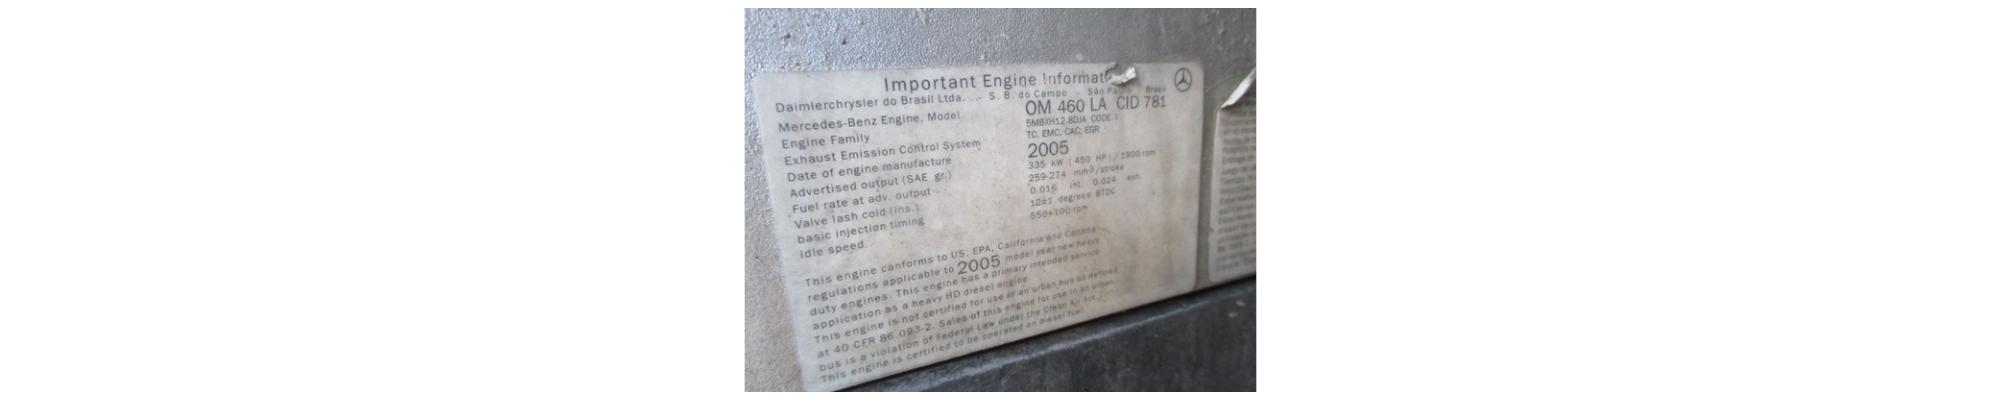 Important Engine Informat
Daimlerchrysler do Brasil Ltda. - S. B. do Campo - São Pa Brasil
Mercedes-Benz Engine, Model OM 460 LA CID 781
Engine Family 5MBXH12.8DJA CODE 1
Exhaust Emission Control System TC, EMC, CAC, EGR
Date of engine manufacture 2005
Advertised output (SAE gr.) 335 kW ( 450 HP ) / 1900 rpm
Fuel rate at adv. output 259-274 mm3/stroke
Valve lash cold (ins.) 0.016 int. 0.024 exh.
basic injection timing 12±1 degrees BTDC
Idle speed 550+100 rpm
This engine conforms to US. EPA, California and Canada
regulations applicable to 2005 model year new heavy
duty engines. This engine has a primary intended service
application as a heavy HD diesel engine
This engine is not certified for use in an urban bus as defined
at 40 CFR 86 093-2. Sales of this engine for use in an urban
bus is a violation of Federal Law under the Clean Air Act.
This engine is certified to be operated on diesel fuel